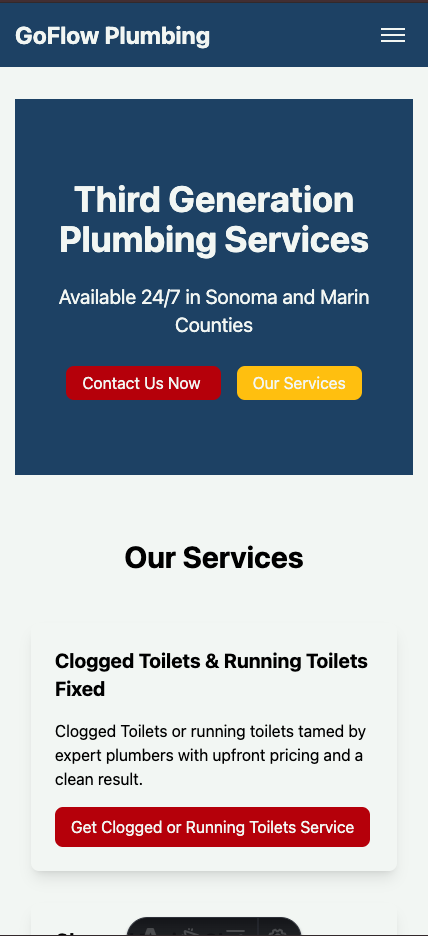 GoFlow Plumbing
Third Generation
Plumbing Services
Available 24/7 in Sonoma and Marin
Counties
Contact Us Now
Our Services
Our Services
Clogged Toilets & Running Toilets
Fixed
Clogged Toilets or running toilets tamed by
expert plumbers with upfront pricing and a
clean result.
Get Clogged or Running Toilets Service